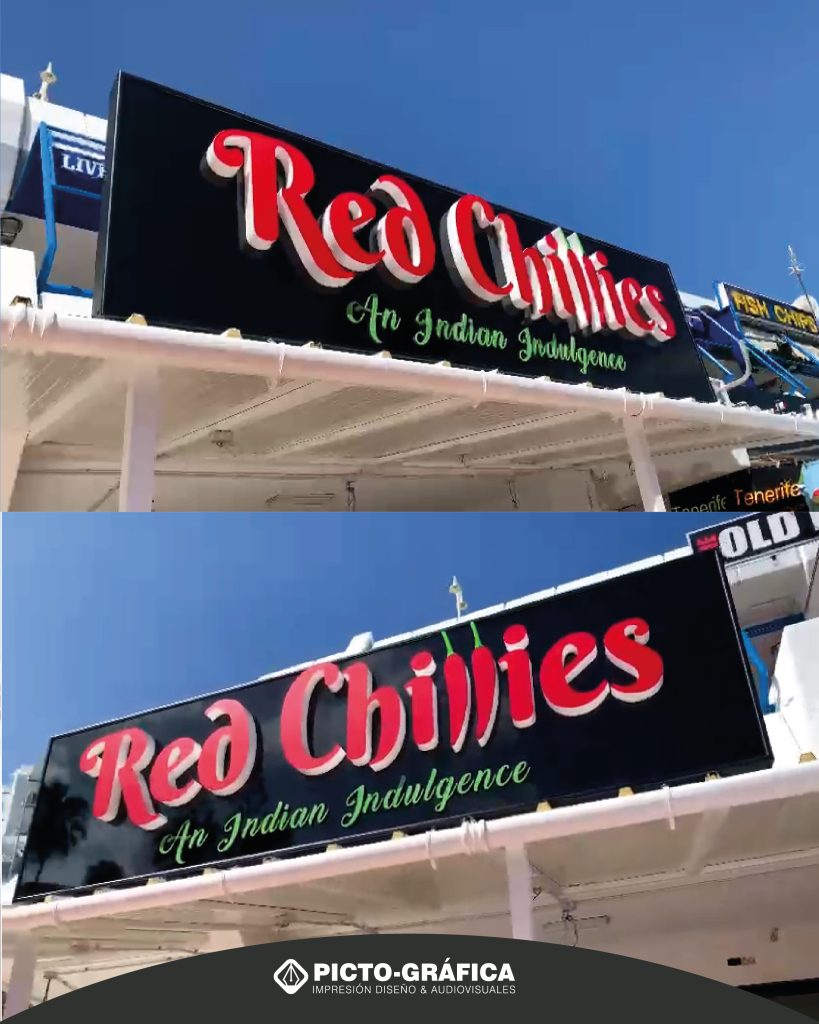 LIVE
Red Chillies
An Indian Indulgence
FISH CHIPS
Tenerife Tenerife
OLD
Red Chillies
An Indian Indulgence
PICTO-GRÁFICA
IMPRESIÓN DISEÑO & AUDIOVISUALES